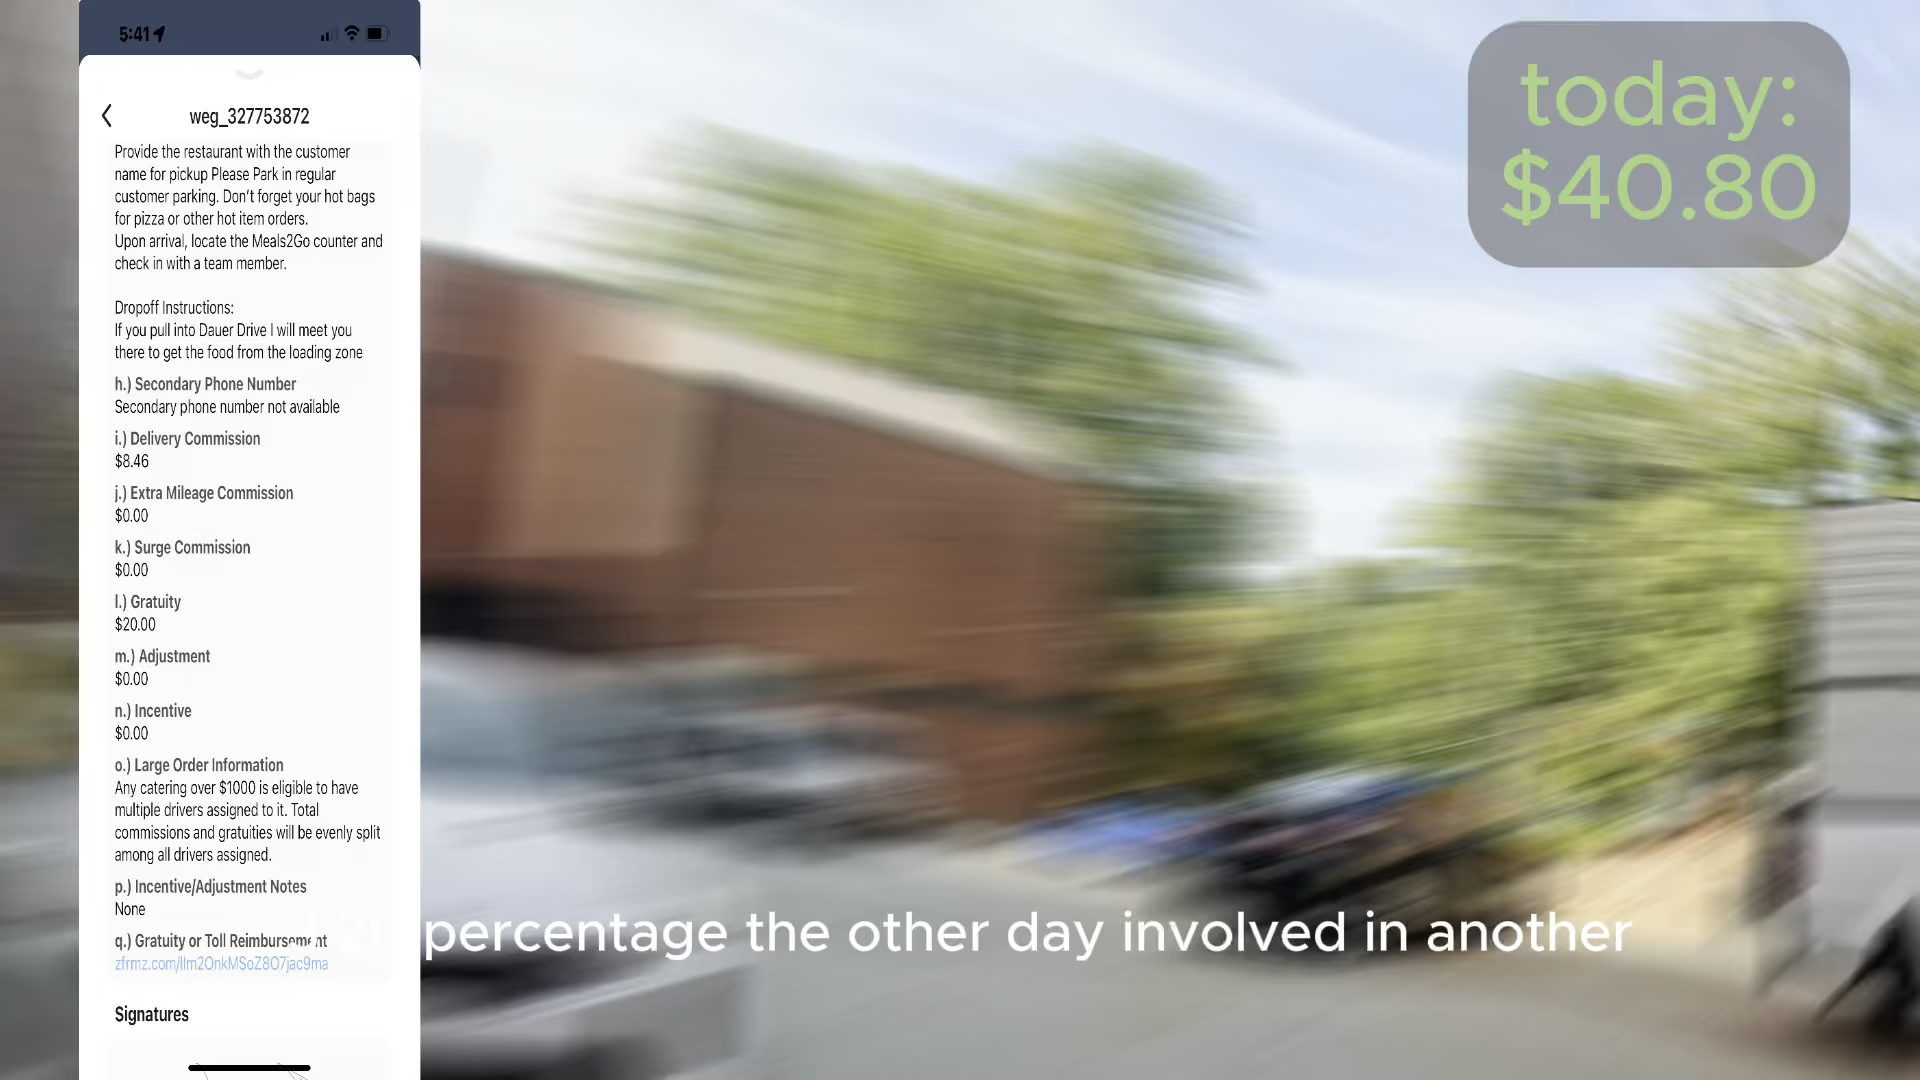 5:41
weg_327753872
Provide the restaurant with the customer
name for pickup Please Park in regular
customer parking. Don't forget your hot bags
for pizza or other hot item orders.
Upon arrival, locate the Meals2Go counter and
check in with a team member.
Dropoff Instructions:
If you pull into Dauer Drive I will meet you
there to get the food from the loading zone
h.) Secondary Phone Number
Secondary phone number not available
i.) Delivery Commission
$8.46
j.) Extra Mileage Commission
$0.00
k.) Surge Commission
$0.00
l.) Gratuity
$20.00
m.) Adjustment
$0.00
n.) Incentive
$0.00
o.) Large Order Information
Any catering over $1000 is eligible to have
multiple drivers assigned to it. Total
commissions and gratuities will be evenly split
among all drivers assigned.
p.) Incentive/Adjustment Notes
None
q.) Gratuity or Toll Reimbursement
Signatures
today:
$40.80
percentage the other day involved in another